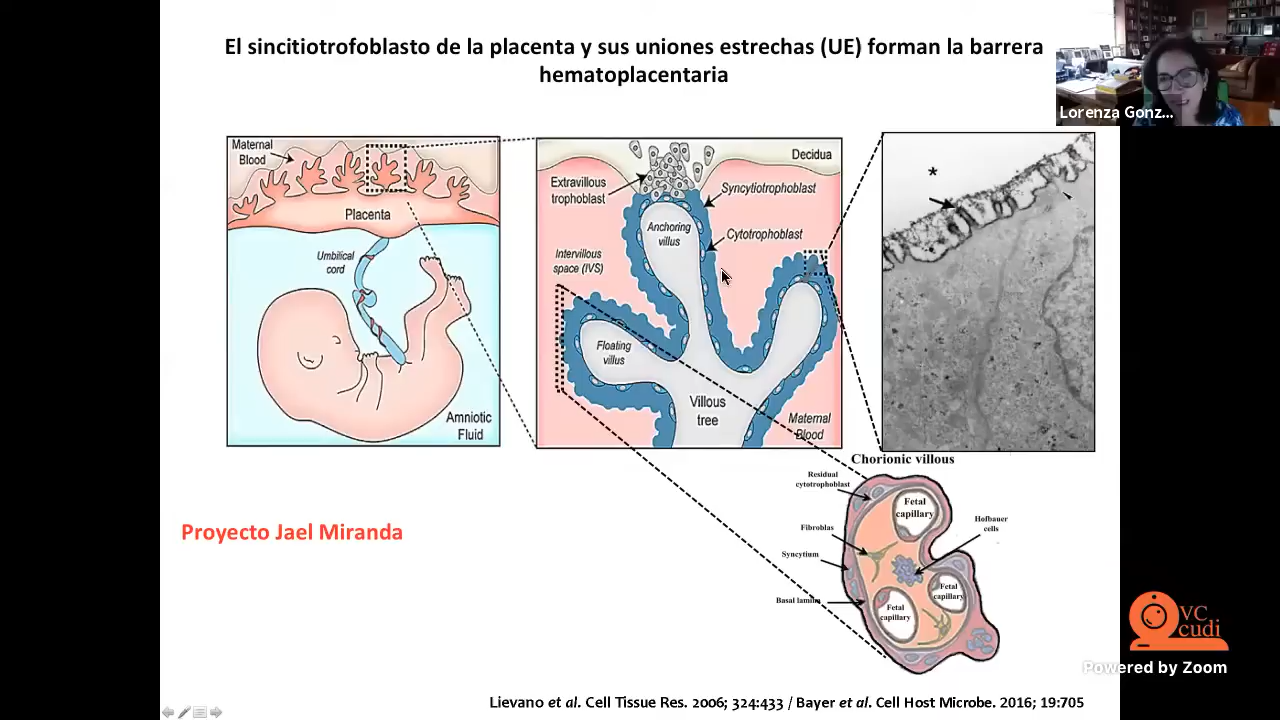 El sincitiotrofoblasto de la placenta y sus uniones estrechas (UE) forman la barrera
hematoplacentaria
Lorenza Gonz...
Maternal
Blood
Placenta
Umbilical
cord
Amniotic
Fluid
Decidua
Extravillous
trophoblast
Syncytiotrophoblast
Anchoring
villus
Cytotrophoblast
Intervillous
space (IVS)
Floating
villus
Villous
tree
Maternal
Blood
*
Chorionic villous
Residual
cytotrophoblast
Fetal
capillary
Hofbauer
cells
Fibroblas
Syncytium
Fetal
capillary
Basal lamina
Fetal
capillary
Proyecto Jael Miranda
VC
cudi
Powered by Zoom
Lievano et al. Cell Tissue Res. 2006; 324:433 / Bayer et al. Cell Host Microbe. 2016; 19:705